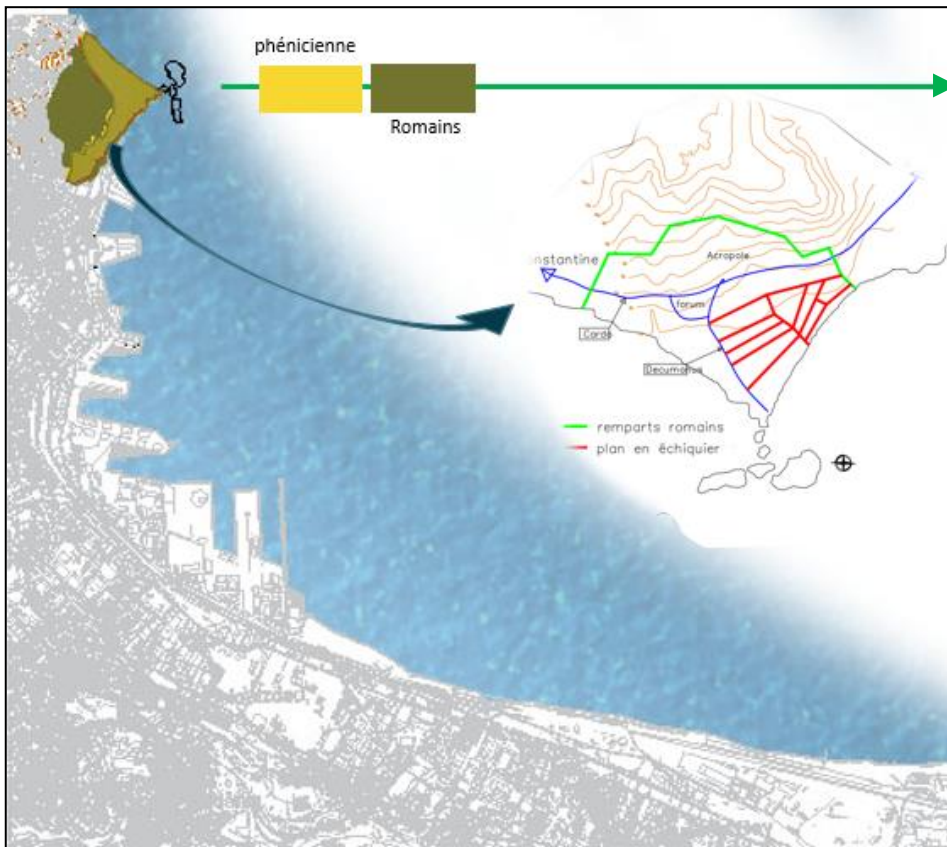 phénicienne
Romains
Acropole
nstantine
forum
Cardo
Decumanus
remparts romains
plan en échiquier